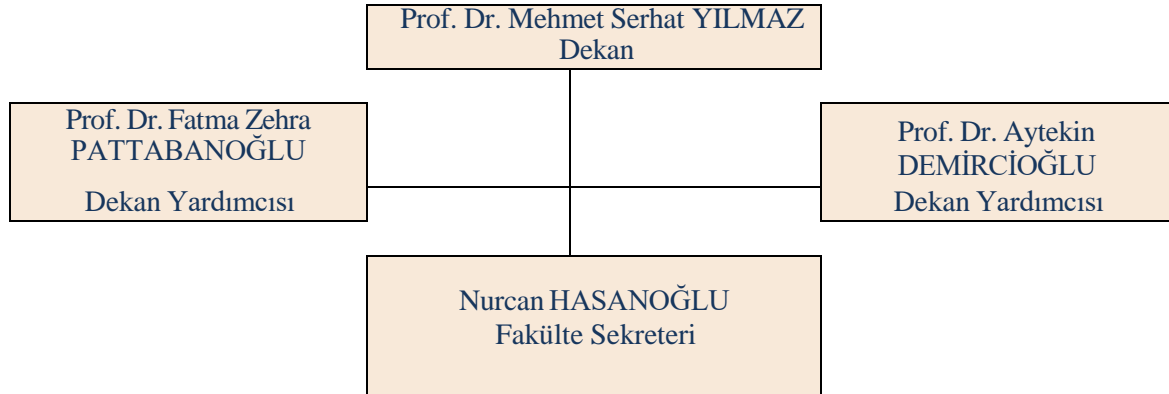 Prof. Dr. Mehmet Serhat YILMAZ
Dekan
Prof. Dr. Fatma Zehra
PATTABANOĞLU
Dekan Yardımcısı
Prof. Dr. Aytekin
DEMİRCİOĞLU
Dekan Yardımcısı
Nurcan HASANOĞLU
Fakülte Sekreteri